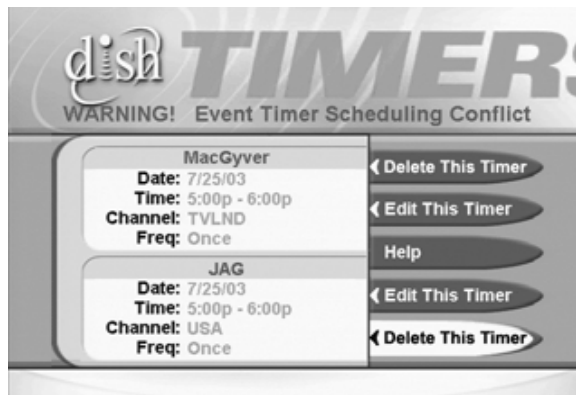 dish TIMERS
WARNING! Event Timer Scheduling Conflict
MacGyver
Date: 7/25/03
Time: 5:00p - 6:00p
Channel: TVLND
Freq: Once
JAG
Date: 7/25/03
Time: 5:00p - 6:00p
Channel: USA
Freq: Once
Delete This Timer
Edit This Timer
Help
Edit This Timer
Delete This Timer